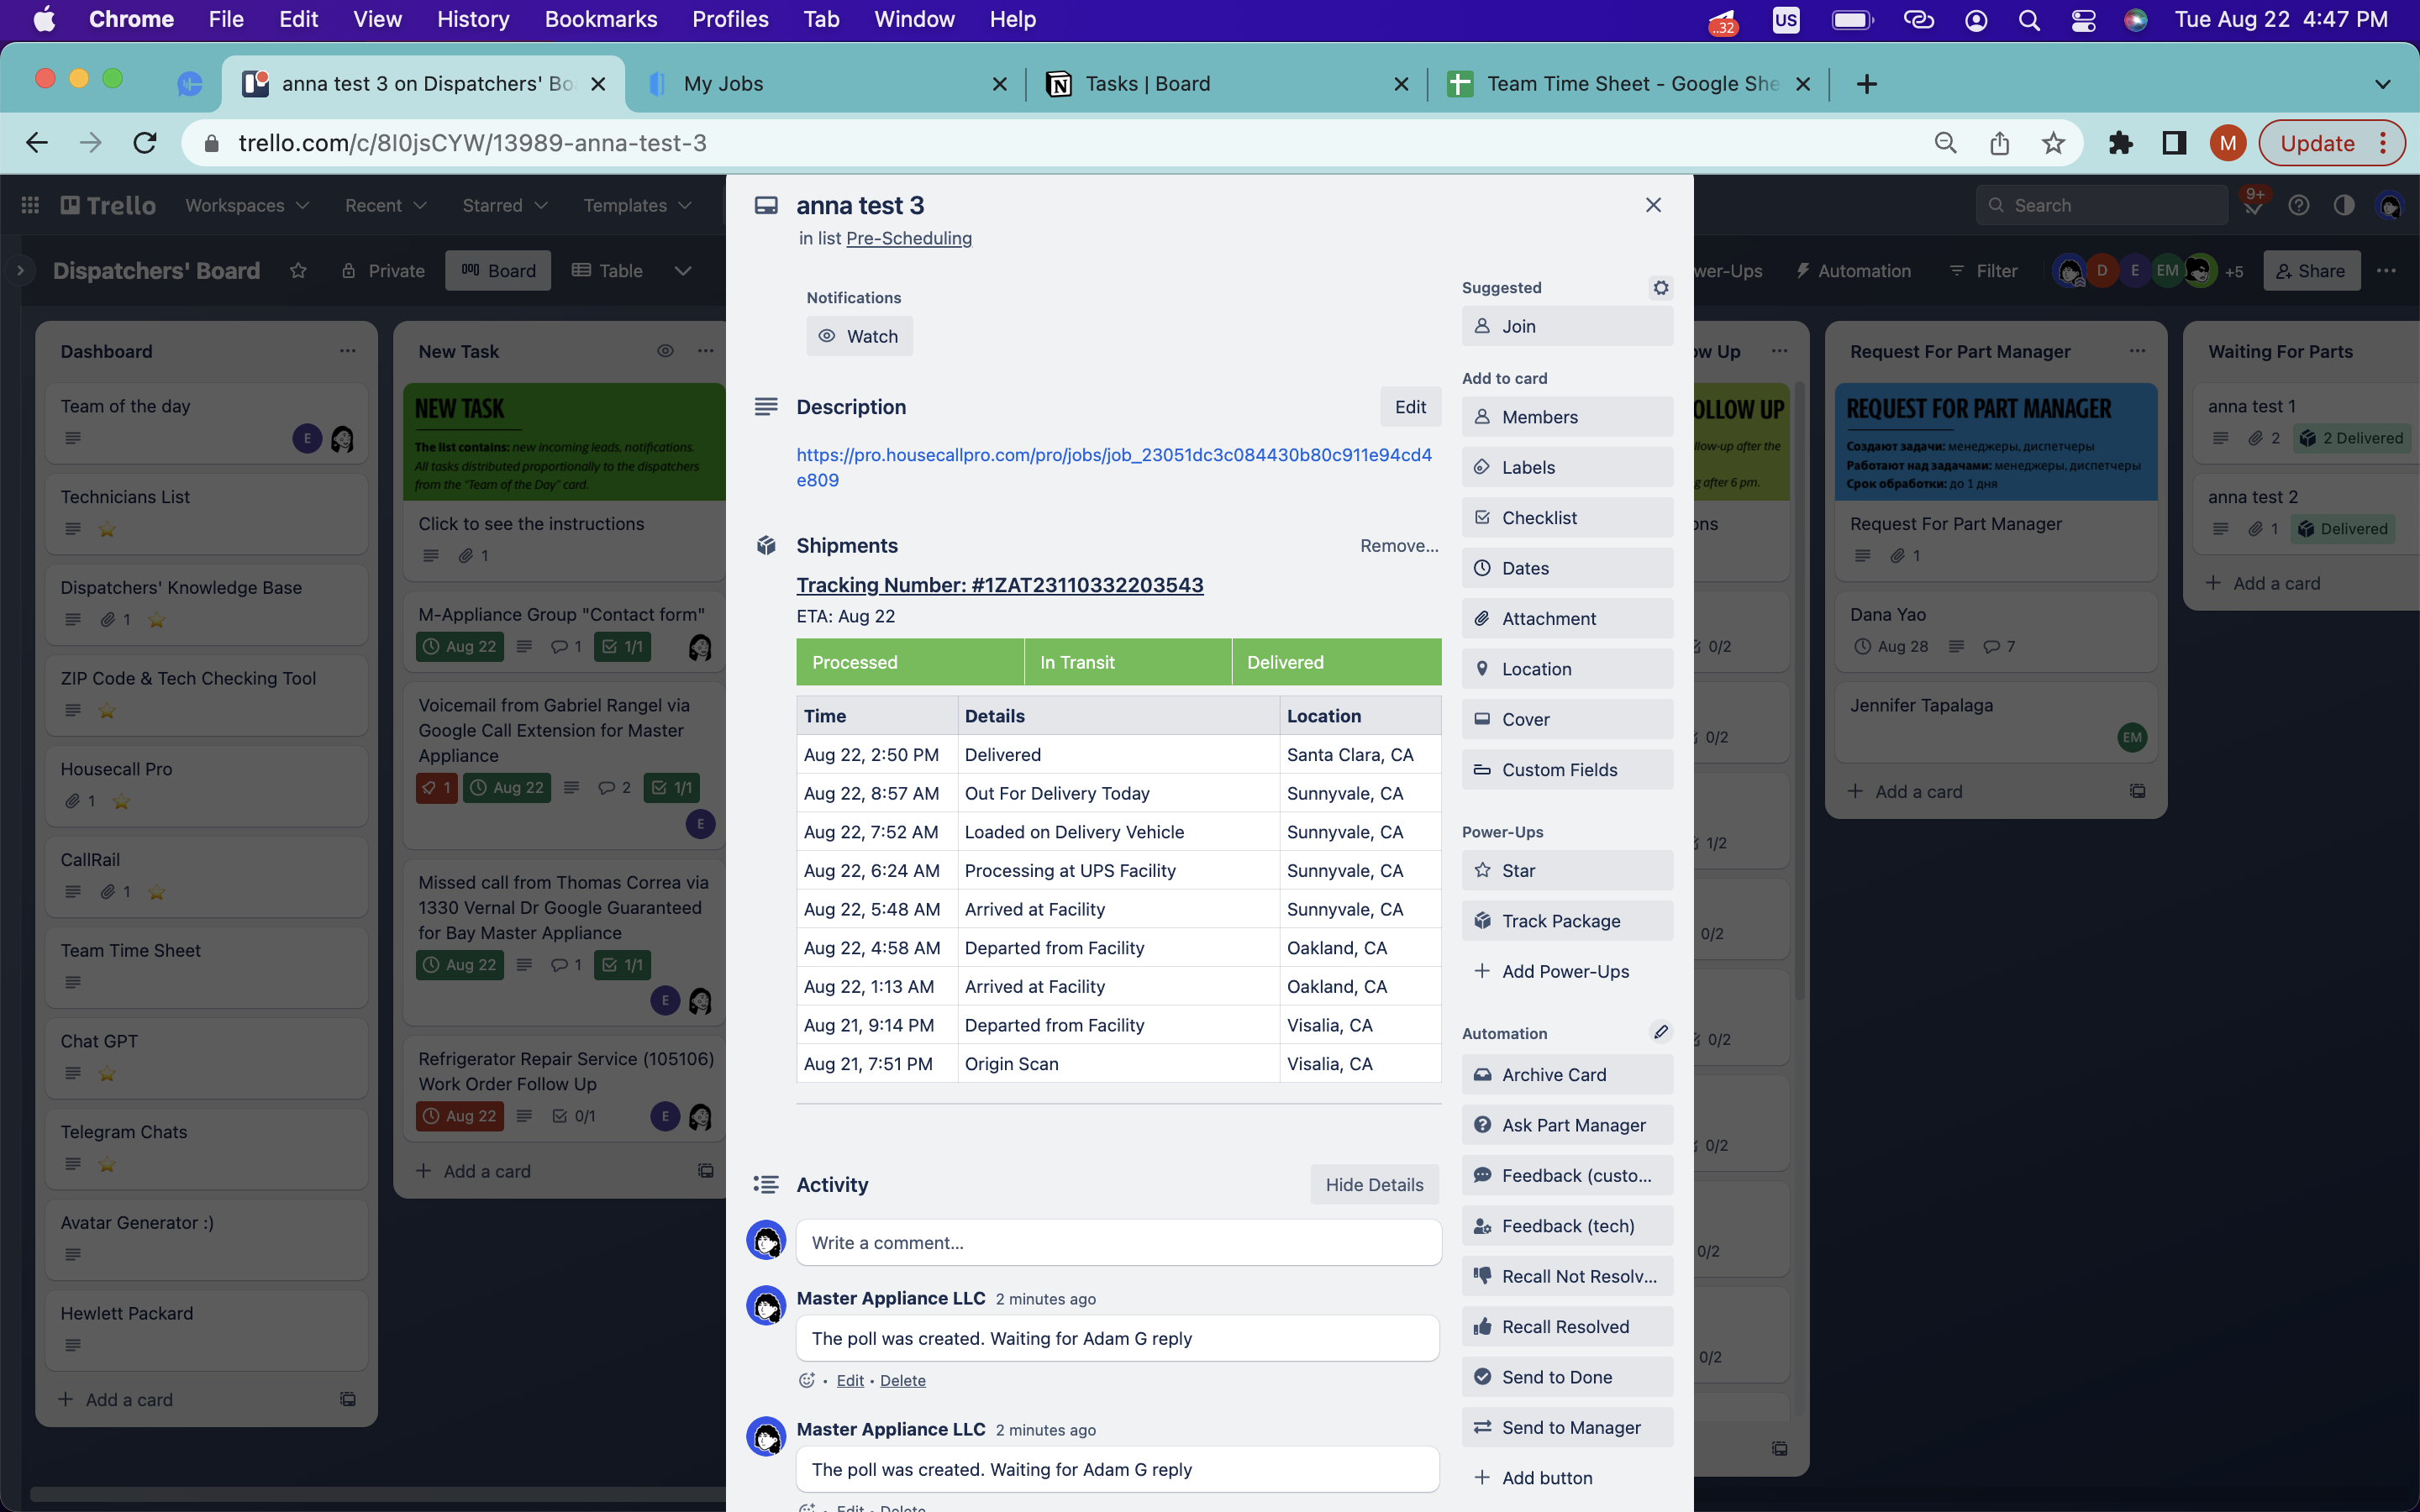 Chrome File Edit View History Bookmarks Profiles Tab Window Help
..32 US Tue Aug 22 4:47 PM
anna test 3 on Dispatchers' Bo
My Jobs
Tasks | Board
Team Time Sheet - Google She
trello.com/c/8I0jsCYW/13989-anna-test-3
M
Update
Trello Workspaces Recent Starred Templates
Search
9+
Dispatchers' Board
Private
Board
Table
wer-Ups
Automation
Filter
D E EM +5
Share
Dashboard
Team of the day
E
Technicians List
Dispatchers' Knowledge Base
1
ZIP Code & Tech Checking Tool
Housecall Pro
1
CallRail
1
Team Time Sheet
Chat GPT
Telegram Chats
Avatar Generator :)
Hewlett Packard
Add a card
New Task
NEW TASK
The list contains: new incoming leads, notifications.
All tasks distributed proportionally to the dispatchers
from the "Team of the Day" card.
Click to see the instructions
1
M-Appliance Group "Contact form"
Aug 22 1 1/1
Voicemail from Gabriel Rangel via
Google Call Extension for Master
Appliance
1 Aug 22 2 1/1
E
Missed call from Thomas Correa via
1330 Vernal Dr Google Guaranteed
for Bay Master Appliance
Aug 22 1 1/1
E
Refrigerator Repair Service (105106)
Work Order Follow Up
Aug 22 0/1 E
Add a card
anna test 3
in list Pre-Scheduling
Notifications
Watch
Description
Edit
https://pro.housecallpro.com/pro/jobs/job_23051dc3c084430b80c911e94cd4
e809
Shipments
Remove...
Tracking Number: #1ZAT23110332203543
ETA: Aug 22
Processed In Transit Delivered
Time Details Location
Aug 22, 2:50 PM Delivered Santa Clara, CA
Aug 22, 8:57 AM Out For Delivery Today Sunnyvale, CA
Aug 22, 7:52 AM Loaded on Delivery Vehicle Sunnyvale, CA
Aug 22, 6:24 AM Processing at UPS Facility Sunnyvale, CA
Aug 22, 5:48 AM Arrived at Facility Sunnyvale, CA
Aug 22, 4:58 AM Departed from Facility Oakland, CA
Aug 22, 1:13 AM Arrived at Facility Oakland, CA
Aug 21, 9:14 PM Departed from Facility Visalia, CA
Aug 21, 7:51 PM Origin Scan Visalia, CA
Activity
Hide Details
Write a comment...
Master Appliance LLC 2 minutes ago
The poll was created. Waiting for Adam G reply
• Edit • Delete
Master Appliance LLC 2 minutes ago
The poll was created. Waiting for Adam G reply
• Edit • Delete
Suggested
Join
Add to card
Members
Labels
Checklist
Dates
Attachment
Location
Cover
Custom Fields
Power-Ups
Star
Track Package
Add Power-Ups
Automation
Archive Card
Ask Part Manager
Feedback (custo...
Feedback (tech)
Recall Not Resolv...
Recall Resolved
Send to Done
Send to Manager
Add button
ow Up
OLLOW UP
low-up after the
g after 6 pm.
ons
0/2
0/2
1/2
0/2
0/2
0/2
0/2
0/2
Request For Part Manager
REQUEST FOR PART MANAGER
Создают задачи: менеджеры, диспетчеры
Работают над задачами: менеджеры, диспетчеры
Срок обработки: до 1 дня
Request For Part Manager
1
Dana Yao
Aug 28 7
Jennifer Tapalaga
EM
Add a card
Waiting For Parts
anna test 1
2 2 Delivered
anna test 2
1 Delivered
Add a card